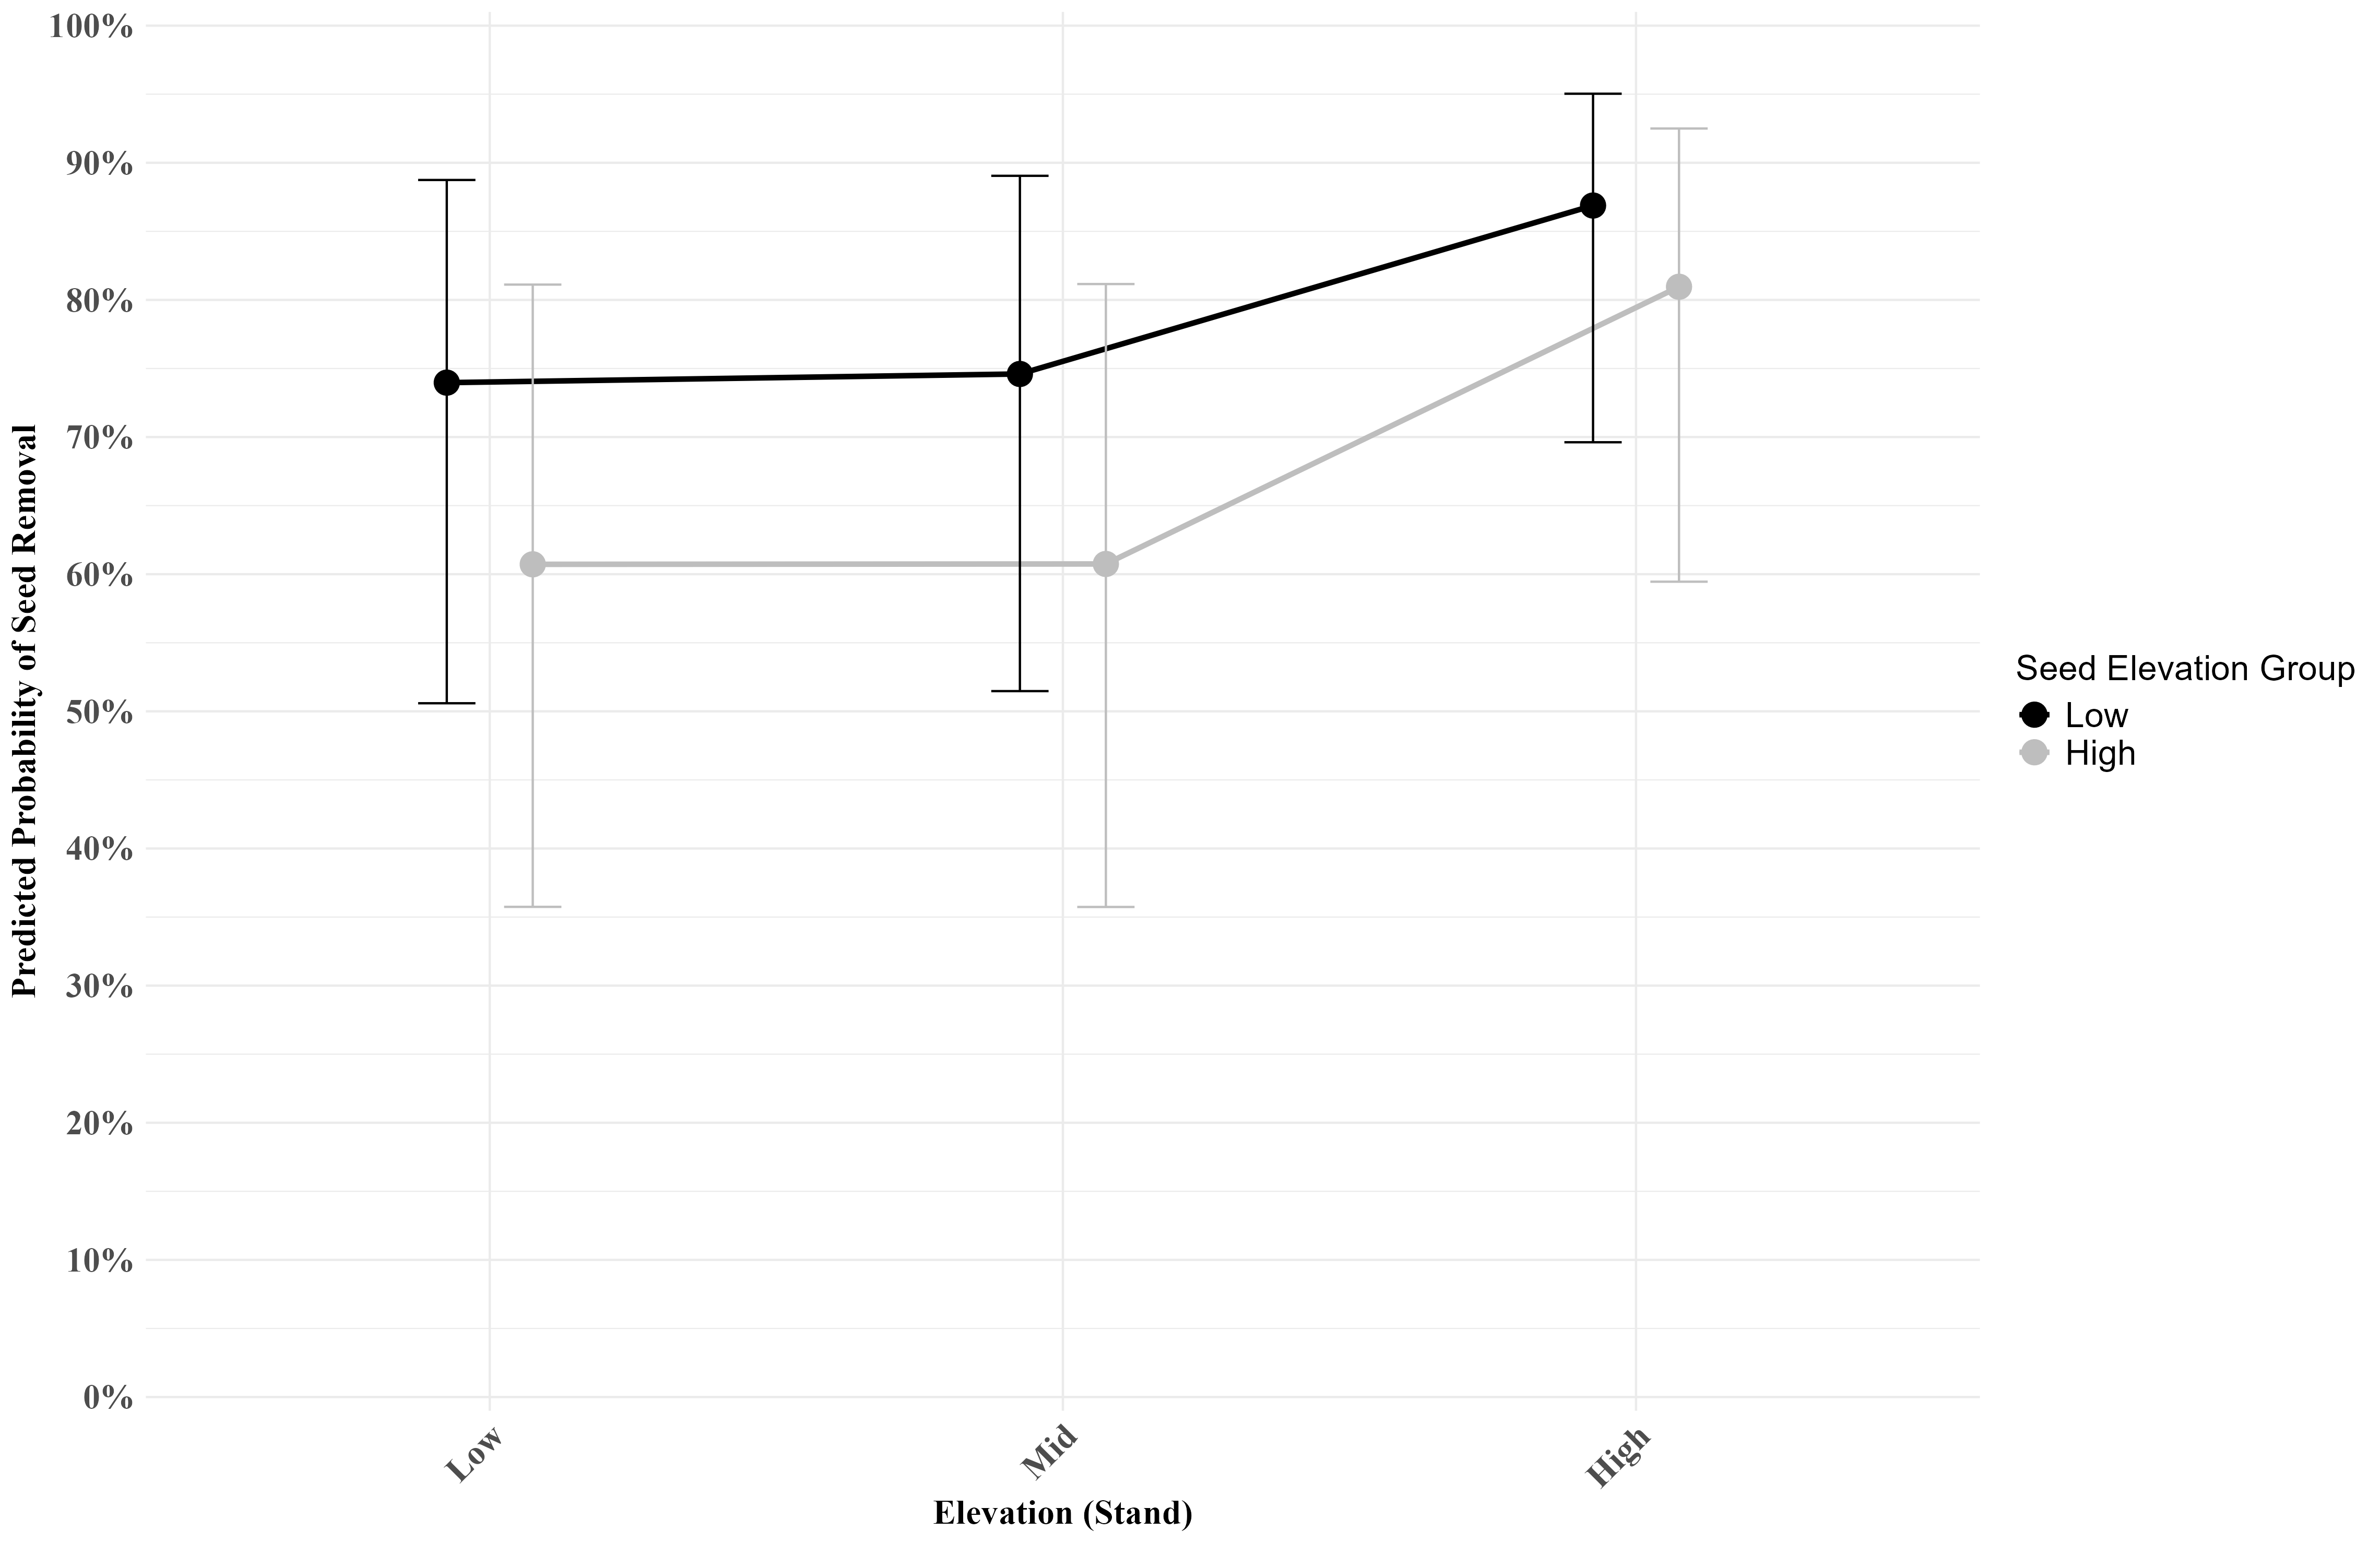 Predicted Probability of Seed Removal
100%
90%
80%
70%
60%
50%
40%
30%
20%
10%
0%
Low
Mid
High
Elevation (Stand)
Seed Elevation Group
Low
High